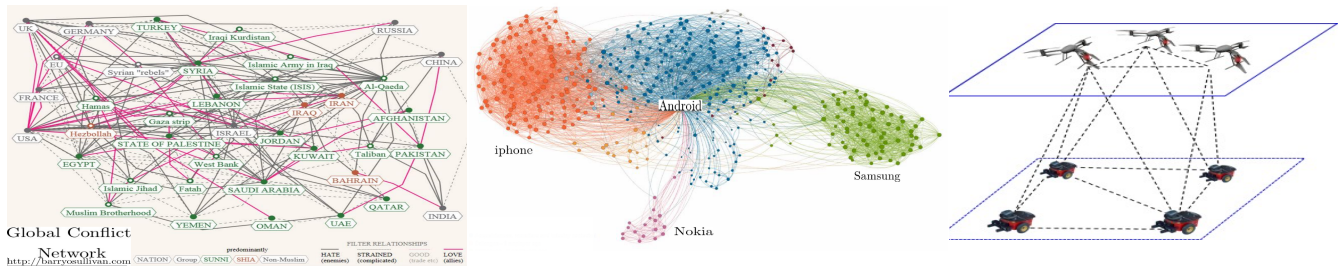 UK
GERMANY
TURKEY
Iraqi Kurdistan
RUSSIA
EU
Syrian "rebels"
SYRIA
Islamic Army in Iraq
CHINA
Islamic State (ISIS)
Al-Qaeda
FRANCE
Hamas
LEBANON
IRAN
IRAQ
AFGHANISTAN
Gaza strip
USA
Hezbollah
ISRAEL
STATE OF PALESTINE
JORDAN
KUWAIT
Taliban
PAKISTAN
EGYPT
West Bank
BAHRAIN
Islamic Jihad
Fatah
SAUDI ARABIA
QATAR
Muslim Brotherhood
YEMEN
OMAN
UAE
INDIA
Global Conflict
Network
http://barryosullivan.com
predominantly
NATION Group SUNNI SHIA Non-Muslim
FILTER RELATIONSHIPS
HATE STRAINED GOOD LOVE
(enemies) (complicated) (trade etc) (allies)
Android
iphone
Samsung
Nokia